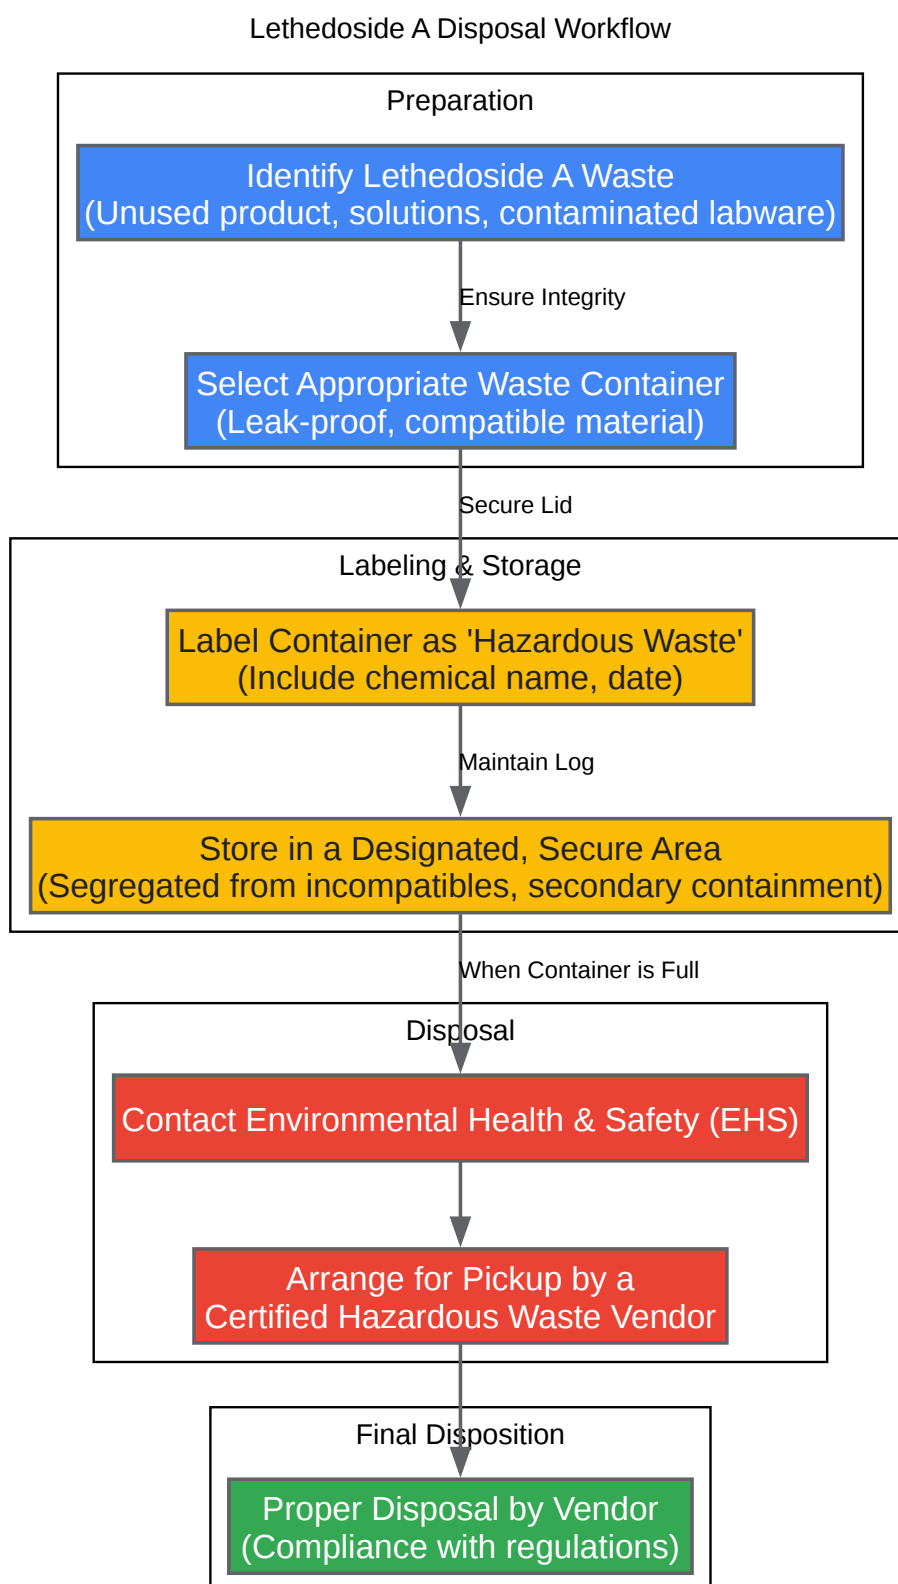 Lethedoside A Disposal Workflow
Preparation
Identify Lethedoside A Waste
(Unused product, solutions, contaminated labware)
Ensure Integrity
Select Appropriate Waste Container
(Leak-proof, compatible material)
Secure Lid
Labeling & Storage
Label Container as 'Hazardous Waste'
(Include chemical name, date)
Maintain Log
Store in a Designated, Secure Area
(Segregated from incompatibles, secondary containment)
When Container is Full
Disposal
Contact Environmental Health & Safety (EHS)
Arrange for Pickup by a
Certified Hazardous Waste Vendor
Final Disposition
Proper Disposal by Vendor
(Compliance with regulations)